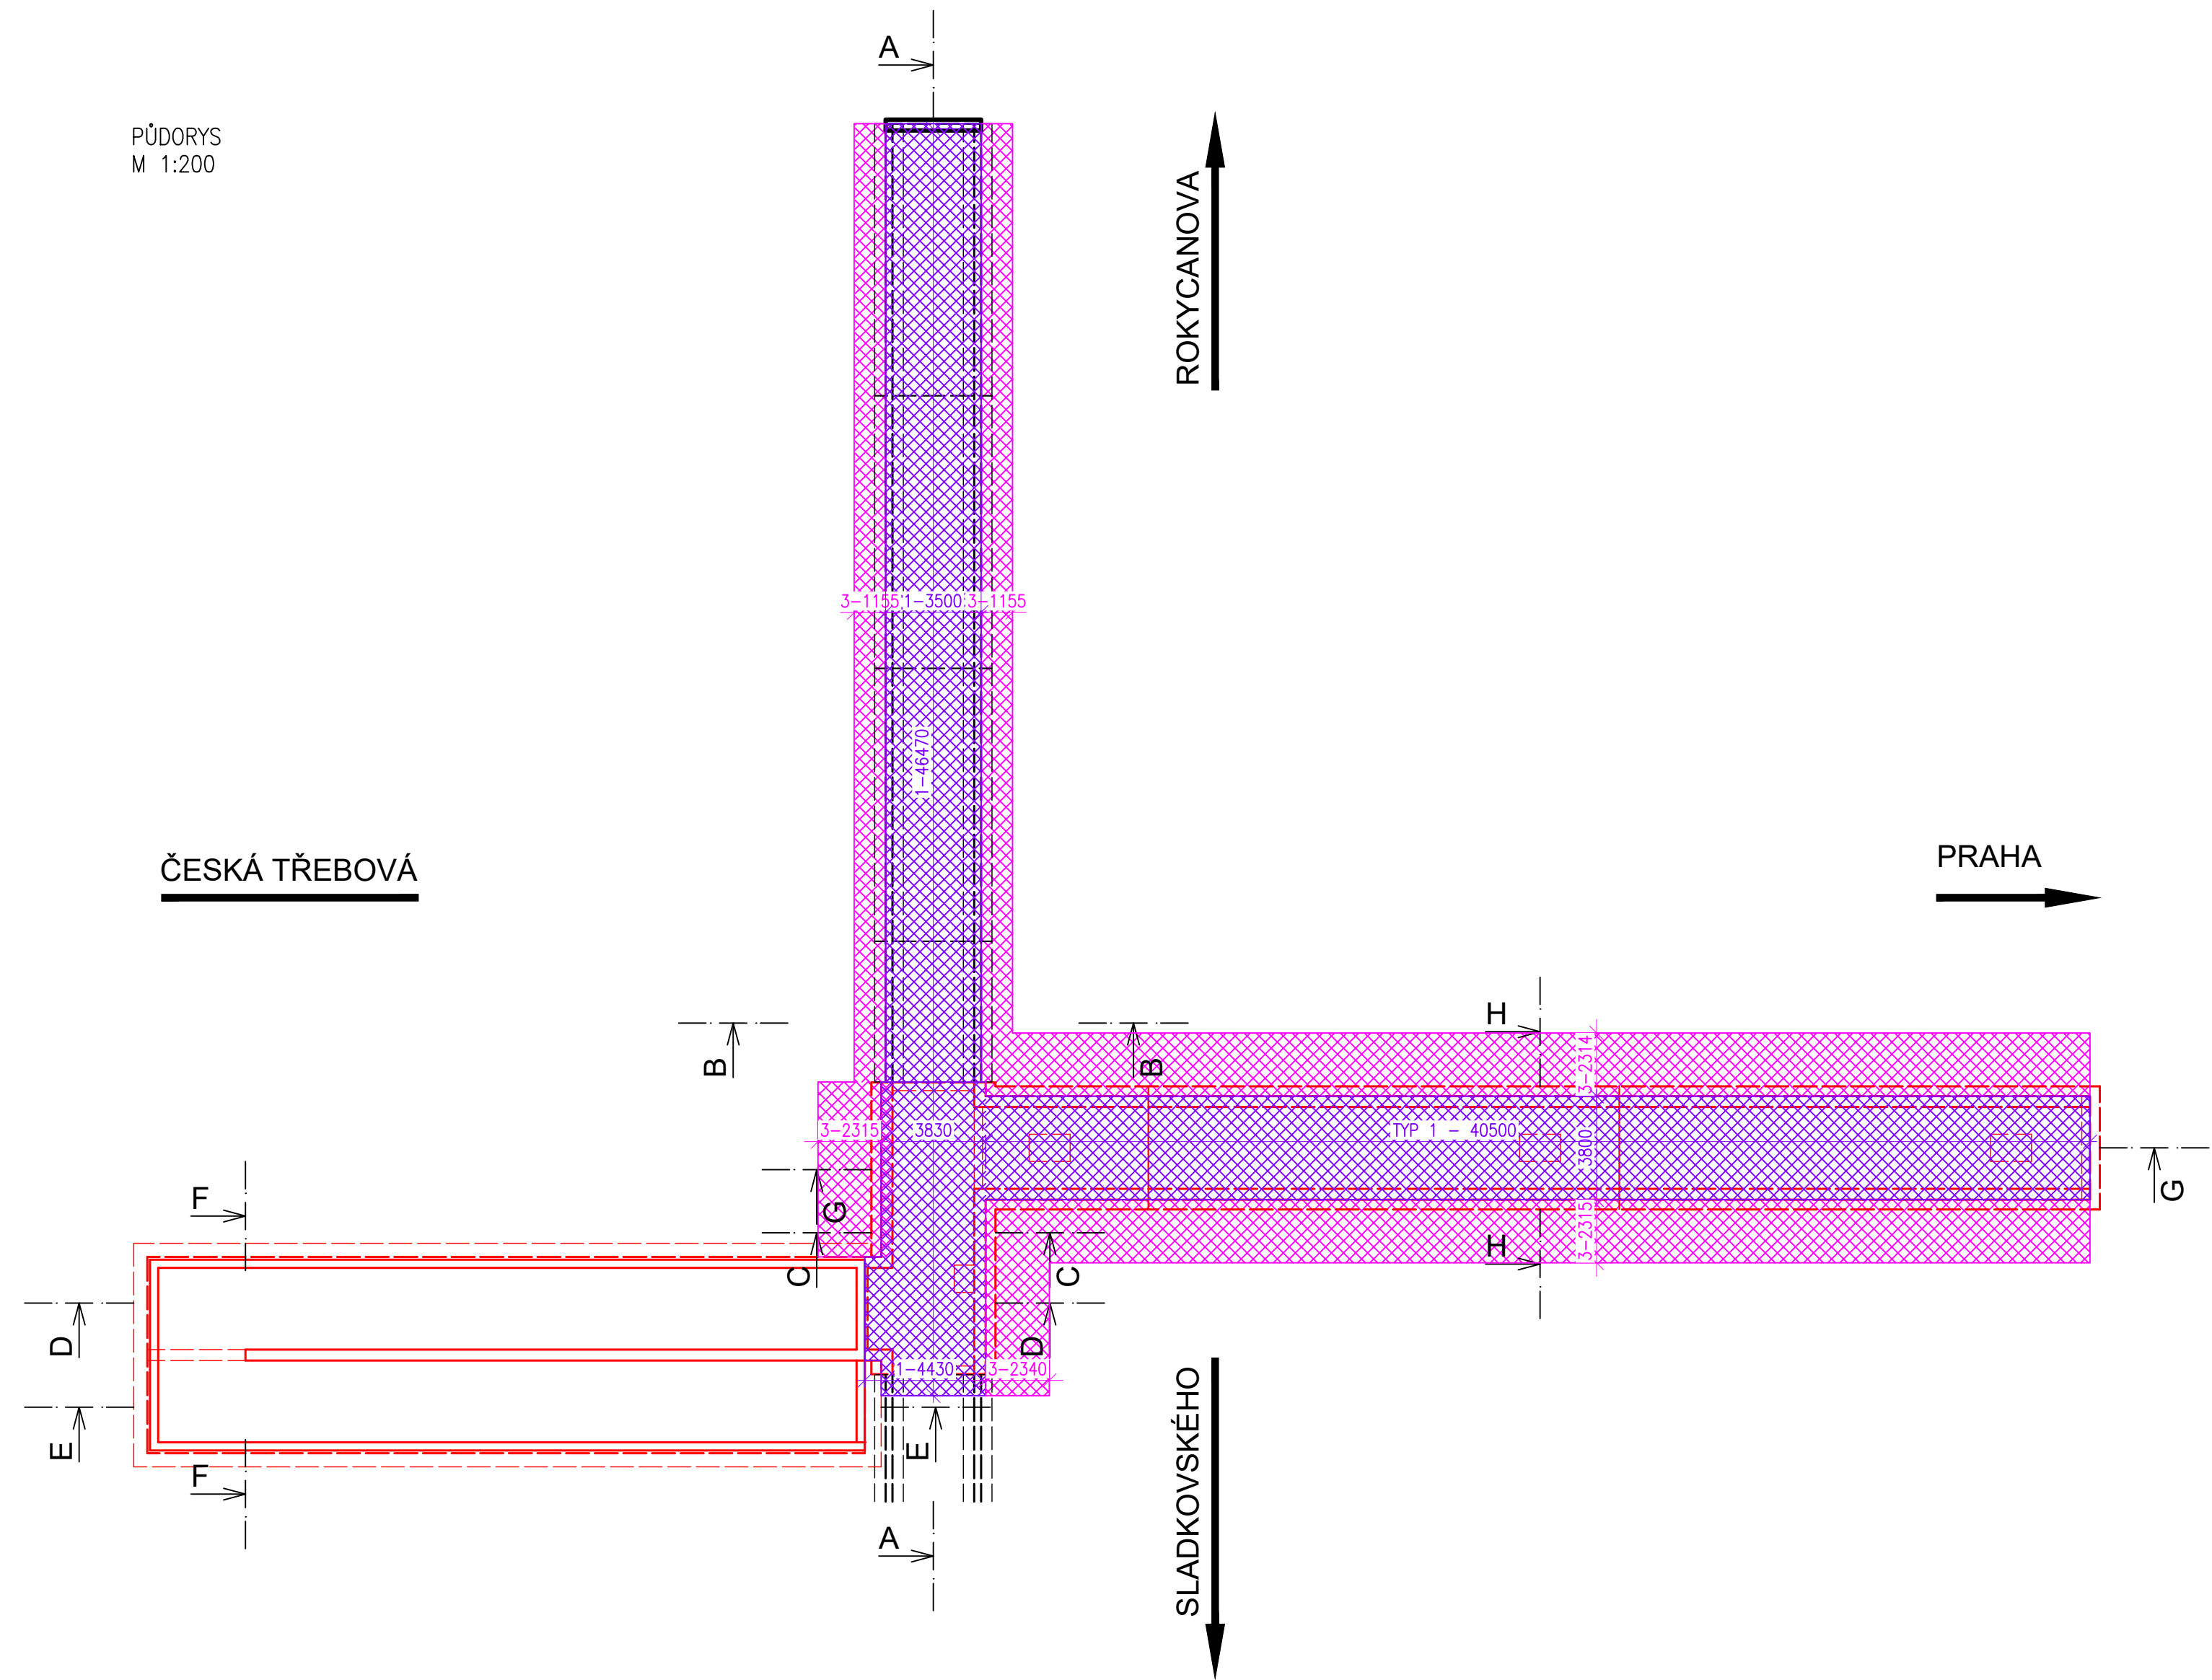 A
PŮDORYS
M 1:200
ROKYCANOVA
3-1155
1-3500
3-1155
1-46470
ČESKÁ TŘEBOVÁ
PRAHA
B
B
H
3-2314
3-2315
3830
TYP 1 - 40500
3800
G
F
G
C
C
H
3-2315
D
D
1-4430
3-2340
E
E
F
A
SLADKOVSKÉHO